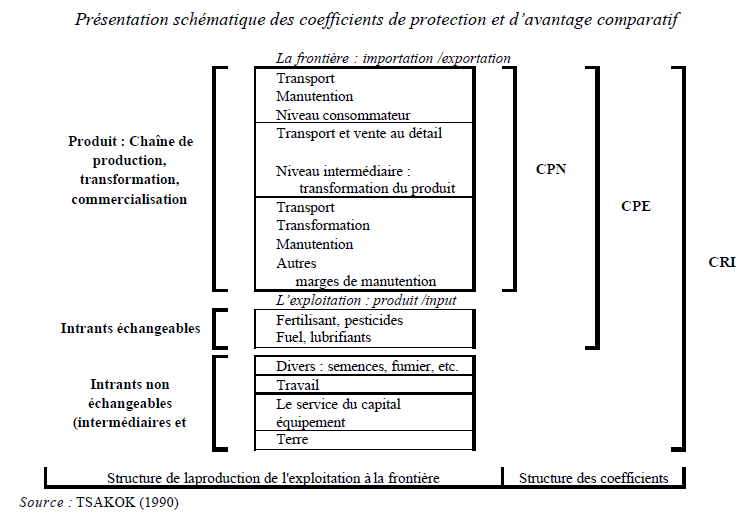 Présentation schématique des coefficients de protection et d’avantage comparatif
La frontière : importation /exportation
Transport
Manutention
Niveau consommateur
Transport et vente au détail
Niveau intermédiaire :
transformation du produit
Transport
Transformation
Manutention
Autres
marges de manutention
Produit : Chaîne de
production,
transformation,
commercialisation
CPN
CPE
CRI
L'exploitation : produit /input
Intrants échangeables
Fertilisant, pesticides
Fuel, lubrifiants
Intrants non
échangeables
(intermédiaires et
Divers : semences, fumier, etc.
Travail
Le service du capital
équipement
Terre
Structure de laproduction de l'exploitation à la frontière
Structure des coefficients
Source : TSAKOK (1990)